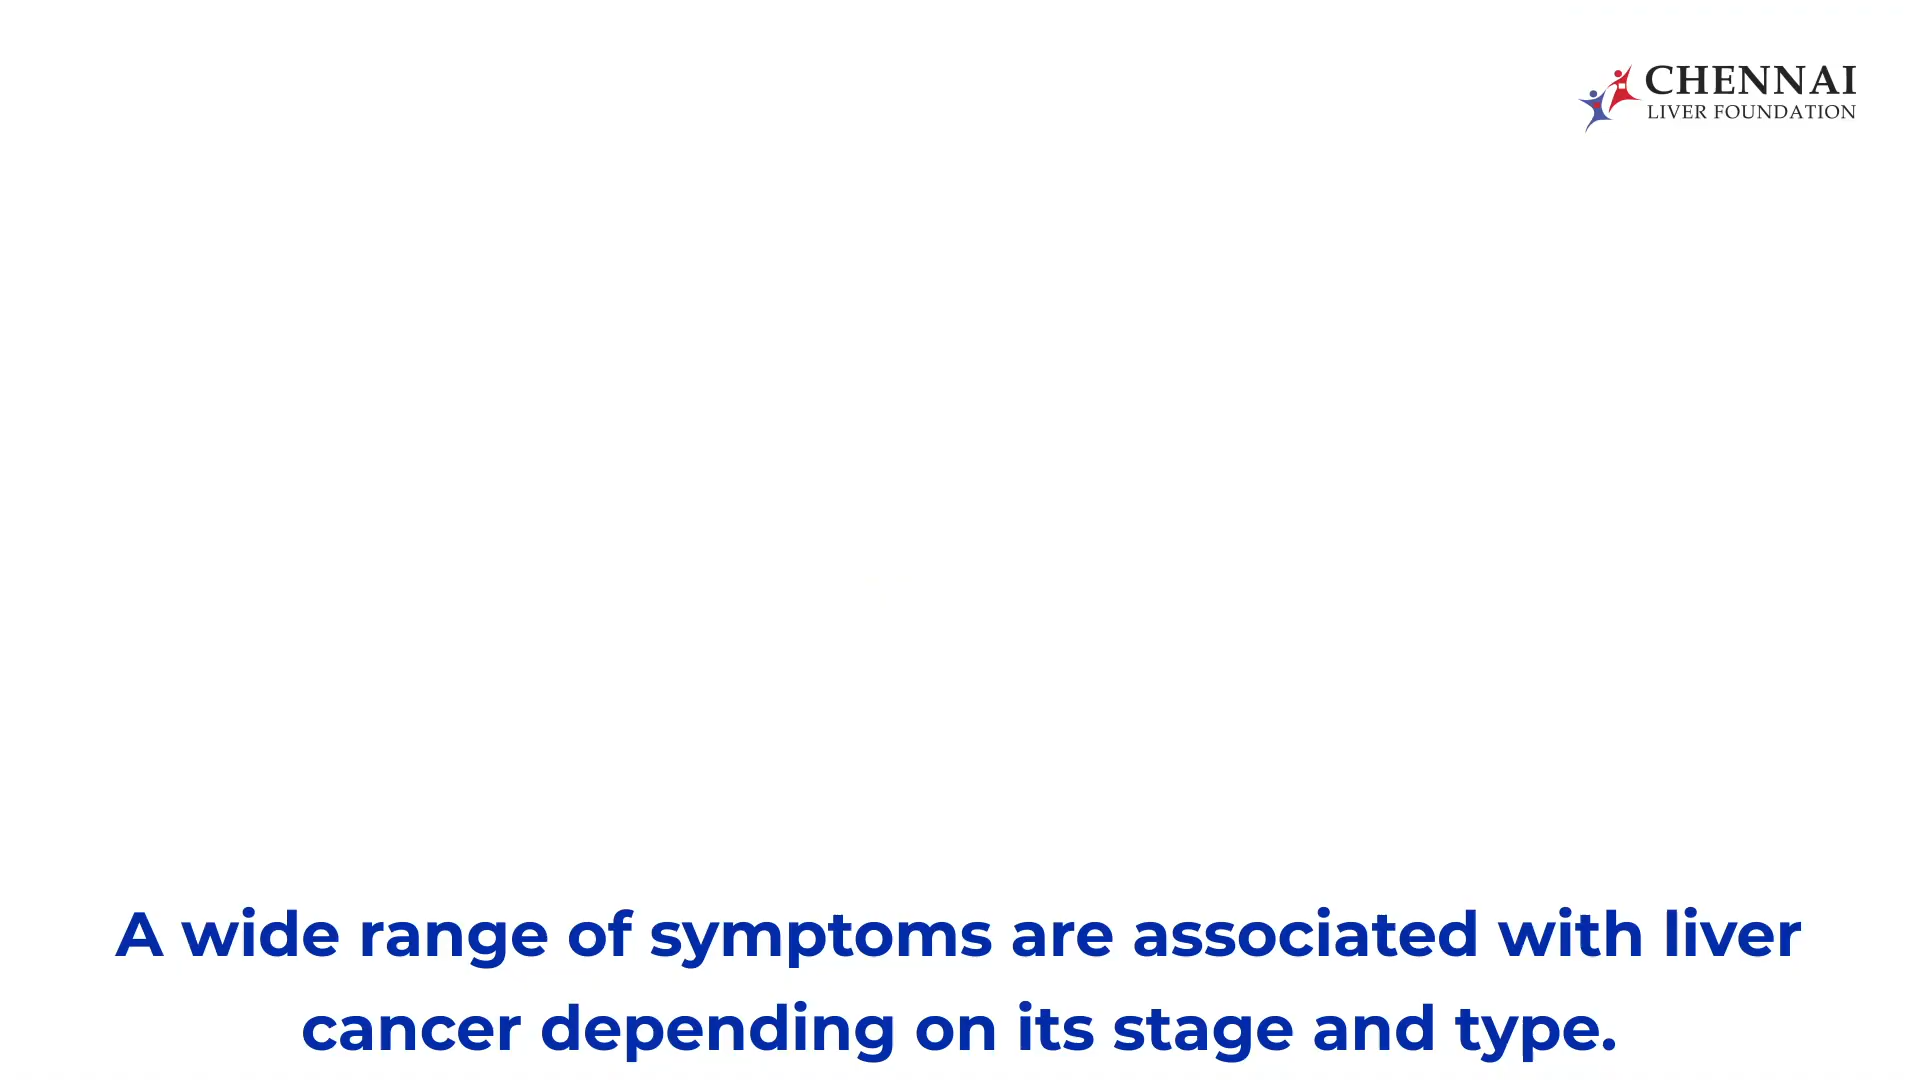 CHENNAI
LIVER FOUNDATION
A wide range of symptoms are associated with liver
cancer depending on its stage and type.